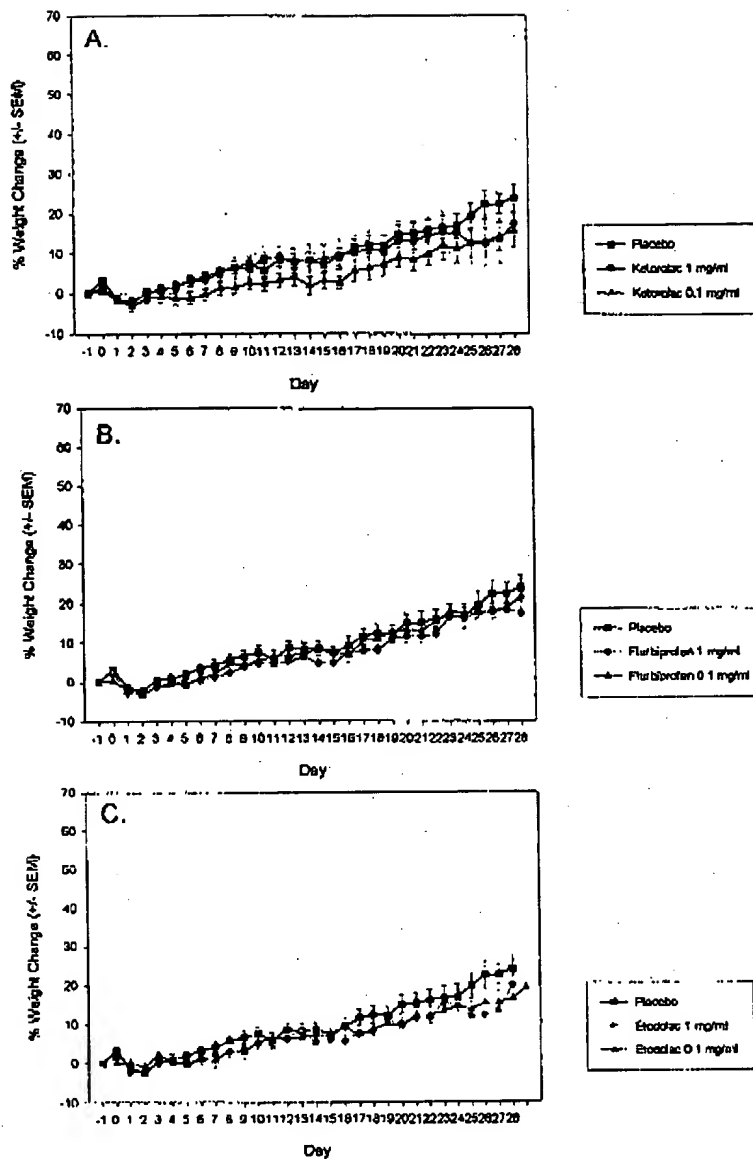 A.
% Weight Change (+/- SEM)
70
60
50
40
30
20
10
0
-10
-1 0 1 2 3 4 5 6 7 8 9 10 11 12 13 14 15 16 17 18 19 20 21 22 23 24 25 26 27 28
Day
Placebo
Ketorolac 1 mg/ml
Ketorolac 0.1 mg/ml
B.
% Weight Change (+/- SEM)
70
60
50
40
30
20
10
0
-10
-1 0 1 2 3 4 5 6 7 8 9 10 11 12 13 14 15 16 17 18 19 20 21 22 23 24 25 26 27 28
Day
Placebo
Flurbiprofen 1 mg/ml
Flurbiprofen 0.1 mg/ml
C.
% Weight Change (+/- SEM)
70
60
50
40
30
20
10
0
-10
-1 0 1 2 3 4 5 6 7 8 9 10 11 12 13 14 15 16 17 18 19 20 21 22 23 24 25 26 27 28
Day
Placebo
Etodolac 1 mg/ml
Etodolac 0.1 mg/ml